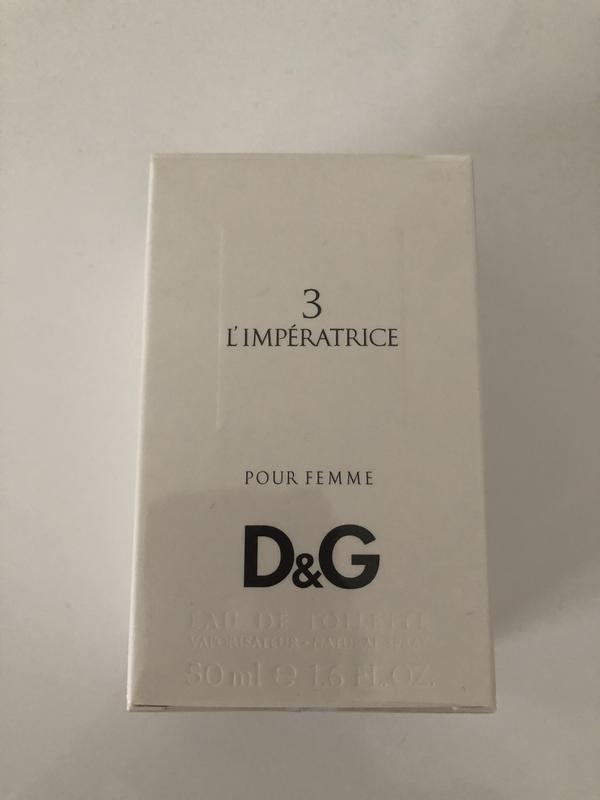 3
L'IMPÉRATRICE
POUR FEMME
D&G
EAU DE TOILETTE
VAPORISATEUR • NATURAL SPRAY
50 ml e 1.6 FL.OZ.